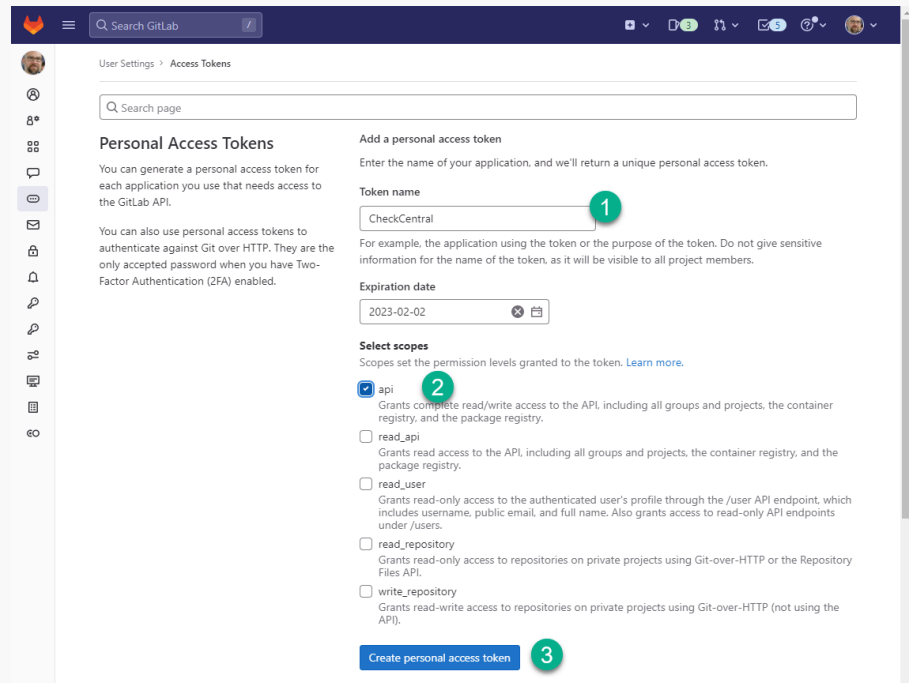 Search GitLab
/
3
5
User Settings > Access Tokens
Search page
Personal Access Tokens
You can generate a personal access token for
each application you use that needs access to
the GitLab API.
You can also use personal access tokens to
authenticate against Git over HTTP. They are the
only accepted password when you have Two-
Factor Authentication (2FA) enabled.
Add a personal access token
Enter the name of your application, and we'll return a unique personal access token.
Token name
1
CheckCentral
For example, the application using the token or the purpose of the token. Do not give sensitive
information for the name of the token, as it will be visible to all project members.
Expiration date
2023-02-02
Select scopes
Scopes set the permission levels granted to the token. Learn more.
api
2
Grants complete read/write access to the API, including all groups and projects, the container
registry, and the package registry.
read_api
Grants read access to the API, including all groups and projects, the container registry, and the
package registry.
read_user
Grants read-only access to the authenticated user's profile through the /user API endpoint, which
includes username, public email, and full name. Also grants access to read-only API endpoints
under /users.
read_repository
Grants read-only access to repositories on private projects using Git-over-HTTP or the Repository
Files API.
write_repository
Grants read-write access to repositories on private projects using Git-over-HTTP (not using the
API).
Create personal access token
3